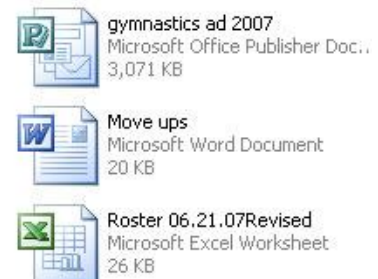 gymnastics ad 2007
Microsoft Office Publisher Doc..
3,071 KB
Move ups
Microsoft Word Document
20 KB
Roster 06.21.07Revised
Microsoft Excel Worksheet
26 KB